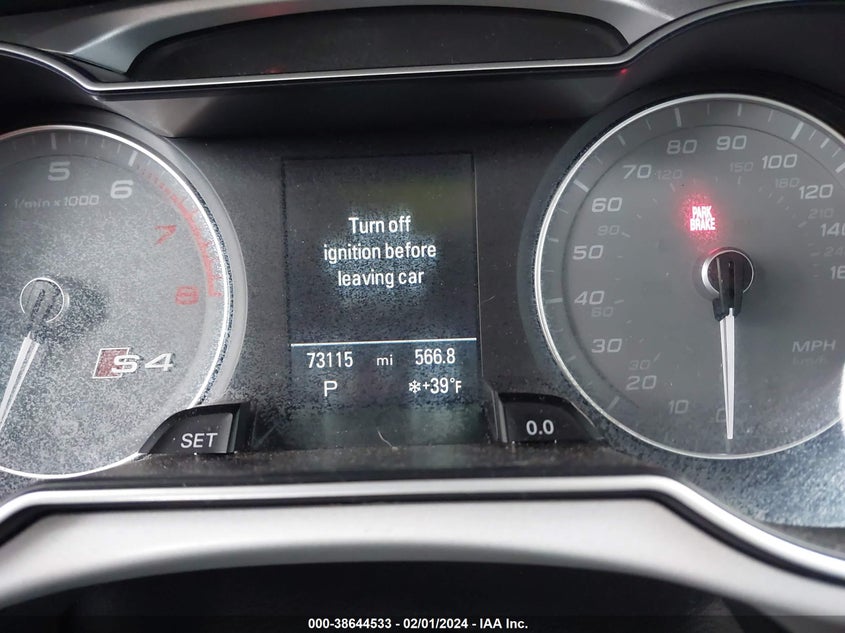 5 6 7 8
1/min x 1000
S4
SET
Turn off
ignition before
leaving car
73115 mi 566.8
P ❄+39°F
0.0
PARK
BRAKE
0 10 20 30 40 50 60 70 80 90 100 120 140
30 60 90 120 150 180 210
MPH
km/h
000-38644533 - 02/01/2024 - IAA Inc.